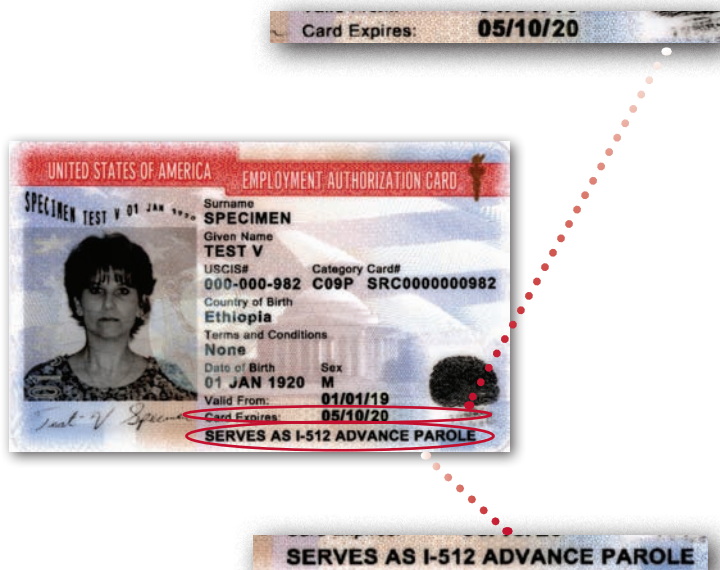 Card Expires: 05/10/20
UNITED STATES OF AMERICA EMPLOYMENT AUTHORIZATION CARD
SPECIMEN TEST V 01 JAN 1920
Surname
SPECIMEN
Given Name
TEST V
USCIS# Category Card#
000-000-982 C09P SRC0000000982
Country of Birth
Ethiopia
Terms and Conditions
None
Date of Birth Sex
01 JAN 1920 M
Valid From: 01/01/19
Card Expires: 05/10/20
SERVES AS I-512 ADVANCE PAROLE
Test V Specimen
SERVES AS I-512 ADVANCE PAROLE